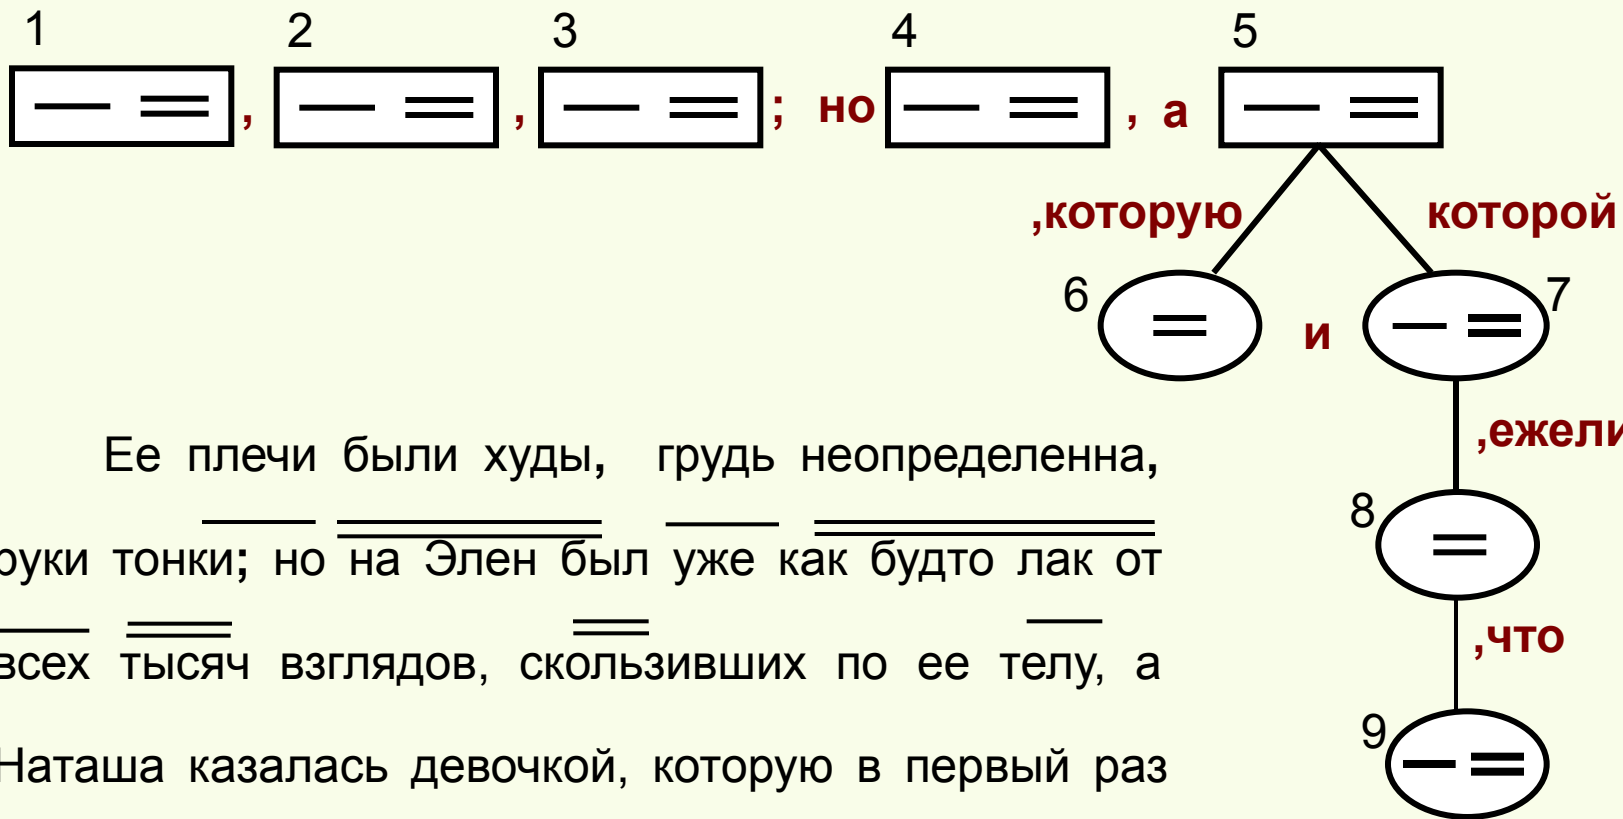 1 2 3 4 5
, , ; но , а
,которую которой
6 и 7
,ежели
8
,что
9
Ее плечи были худы, грудь неопределенна,
руки тонки; но на Элен был уже как будто лак от
всех тысяч взглядов, скользивших по ее телу, а
Наташа казалась девочкой, которую в первый раз